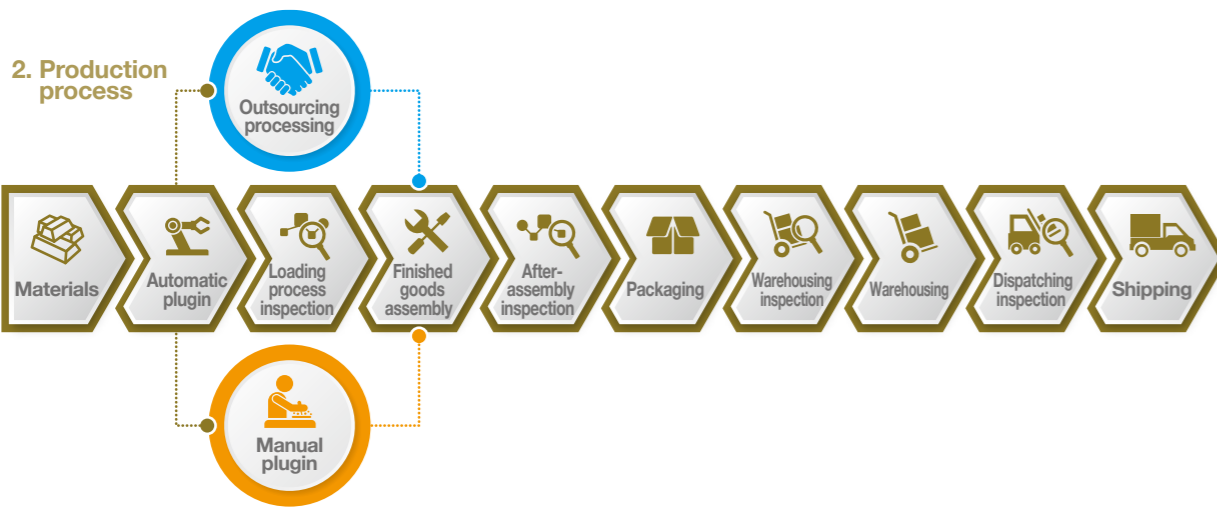 2. Production
process
Outsourcing
processing
Materials
Automatic
plugin
Loading
process
inspection
Finished
goods
assembly
After-
assembly
inspection
Packaging
Warehousing
inspection
Warehousing
Dispatching
inspection
Shipping
Manual
plugin